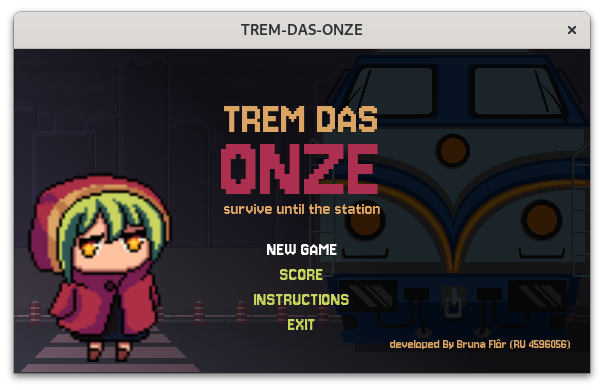 TREM-DAS-ONZE
TREM DAS
ONZE
survive until the station
NEW GAME
SCORE
INSTRUCTIONS
EXIT
developed By Bruna Flôr (RU 4596056)